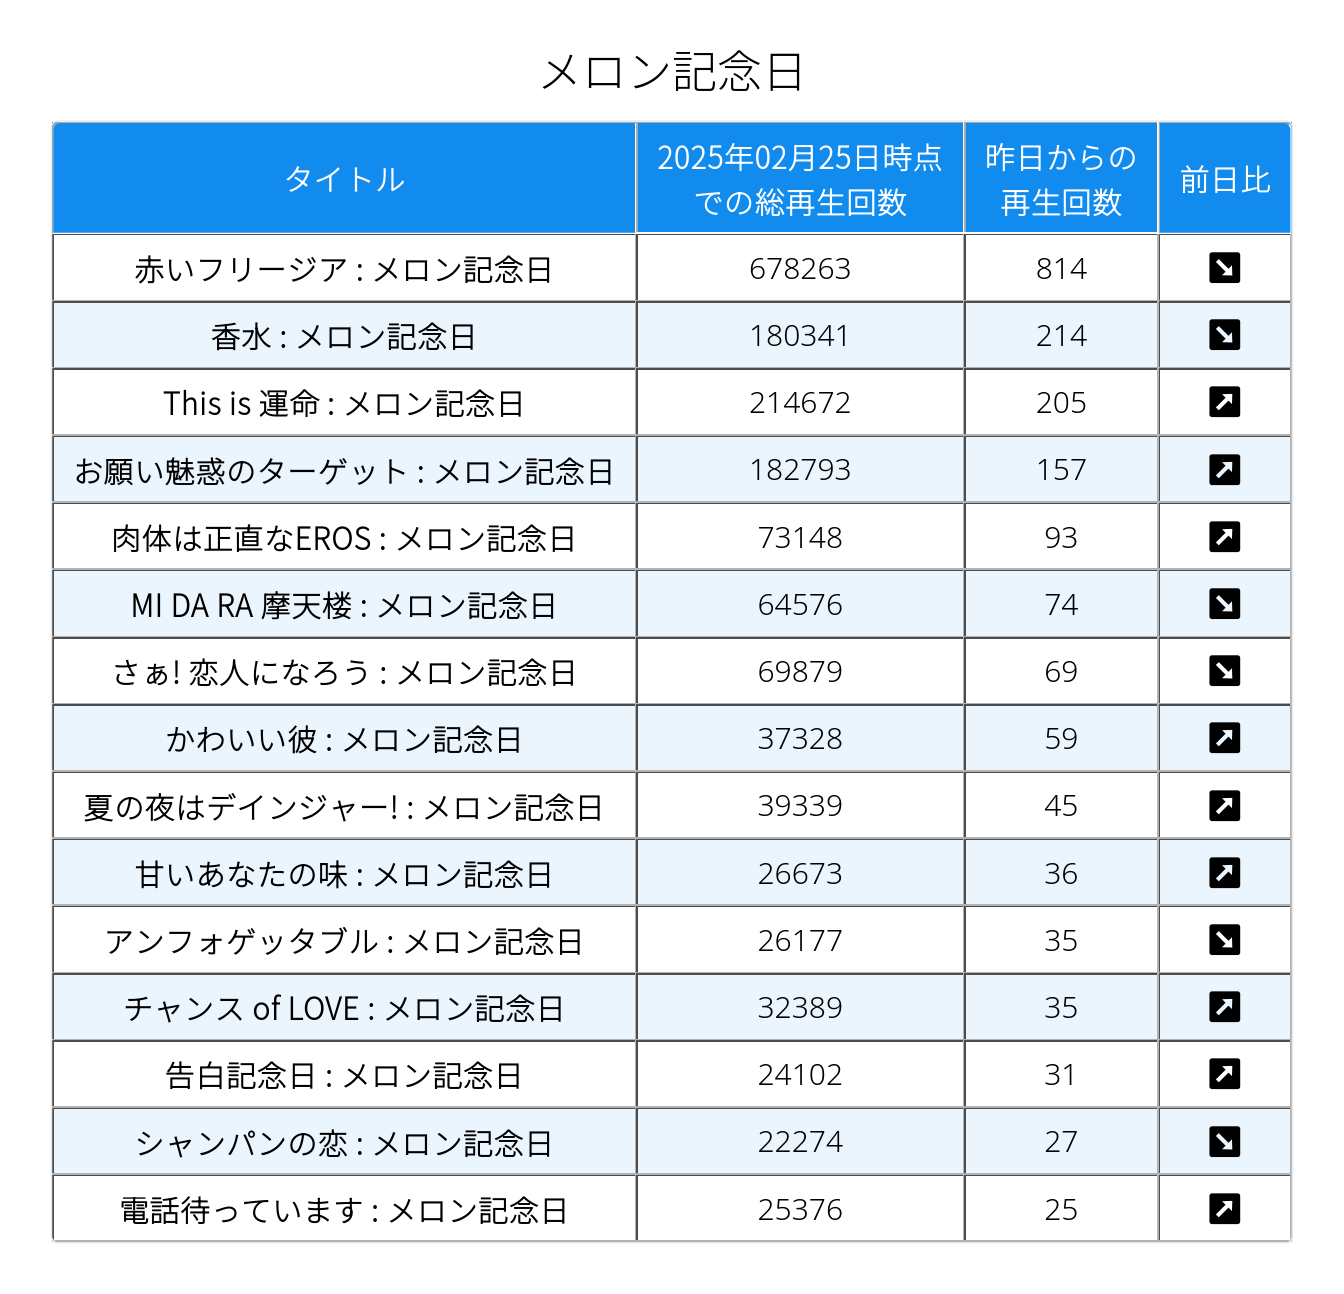 メロン記念日
タイトル
2025年02月25日時点
での総再生回数
昨日からの
再生回数
前日比
赤いフリージア : メロン記念日 678263 814 ↘
香水 : メロン記念日 180341 214 ↘
This is 運命 : メロン記念日 214672 205 ↗
お願い魅惑のターゲット : メロン記念日 182793 157 ↗
肉体は正直なEROS : メロン記念日 73148 93 ↗
MI DA RA 摩天楼 : メロン記念日 64576 74 ↘
さぁ! 恋人になろう : メロン記念日 69879 69 ↘
かわいい彼 : メロン記念日 37328 59 ↗
夏の夜はデインジャー! : メロン記念日 39339 45 ↗
甘いあなたの味 : メロン記念日 26673 36 ↗
アンフォゲッタブル : メロン記念日 26177 35 ↘
チャンス of LOVE : メロン記念日 32389 35 ↗
告白記念日 : メロン記念日 24102 31 ↗
シャンパンの恋 : メロン記念日 22274 27 ↘
電話待っています : メロン記念日 25376 25 ↗